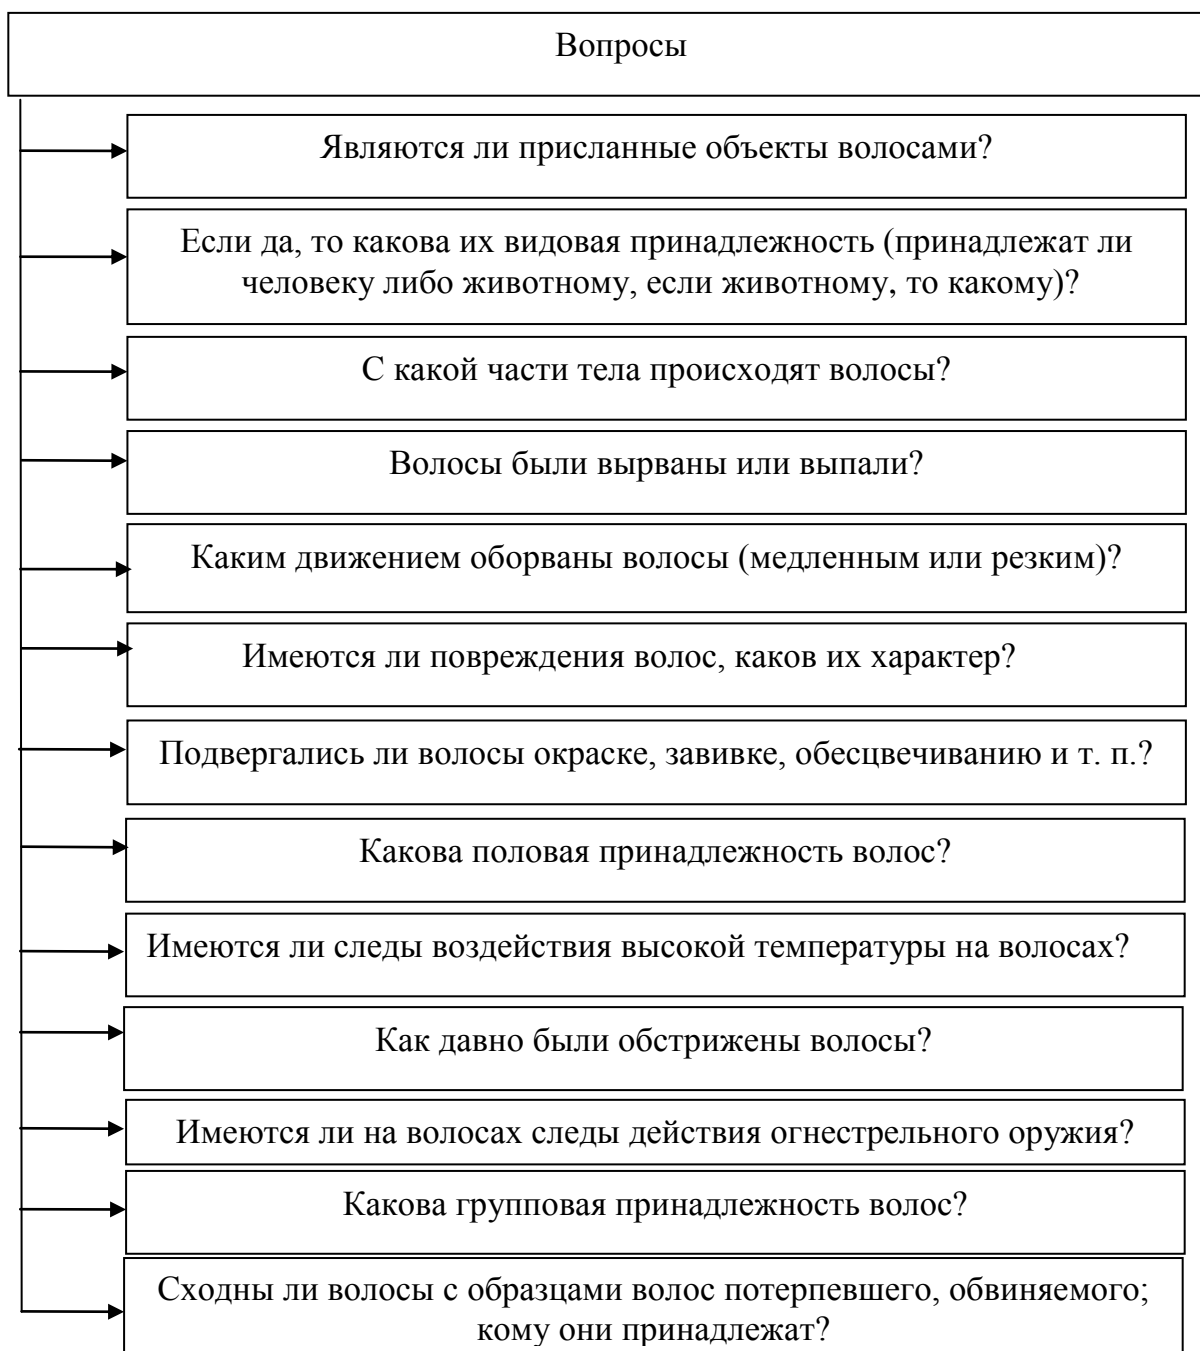 Вопросы
Являются ли присланные объекты волосами?
Если да, то какова их видовая принадлежность (принадлежат ли
человеку либо животному, если животному, то какому)?
С какой части тела происходят волосы?
Волосы были вырваны или выпали?
Каким движением оборваны волосы (медленным или резким)?
Имеются ли повреждения волос, каков их характер?
Подвергались ли волосы окраске, завивке, обесцвечиванию и т. п.?
Какова половая принадлежность волос?
Имеются ли следы воздействия высокой температуры на волосах?
Как давно были обстрижены волосы?
Имеются ли на волосах следы действия огнестрельного оружия?
Какова групповая принадлежность волос?
Сходны ли волосы с образцами волос потерпевшего, обвиняемого;
кому они принадлежат?